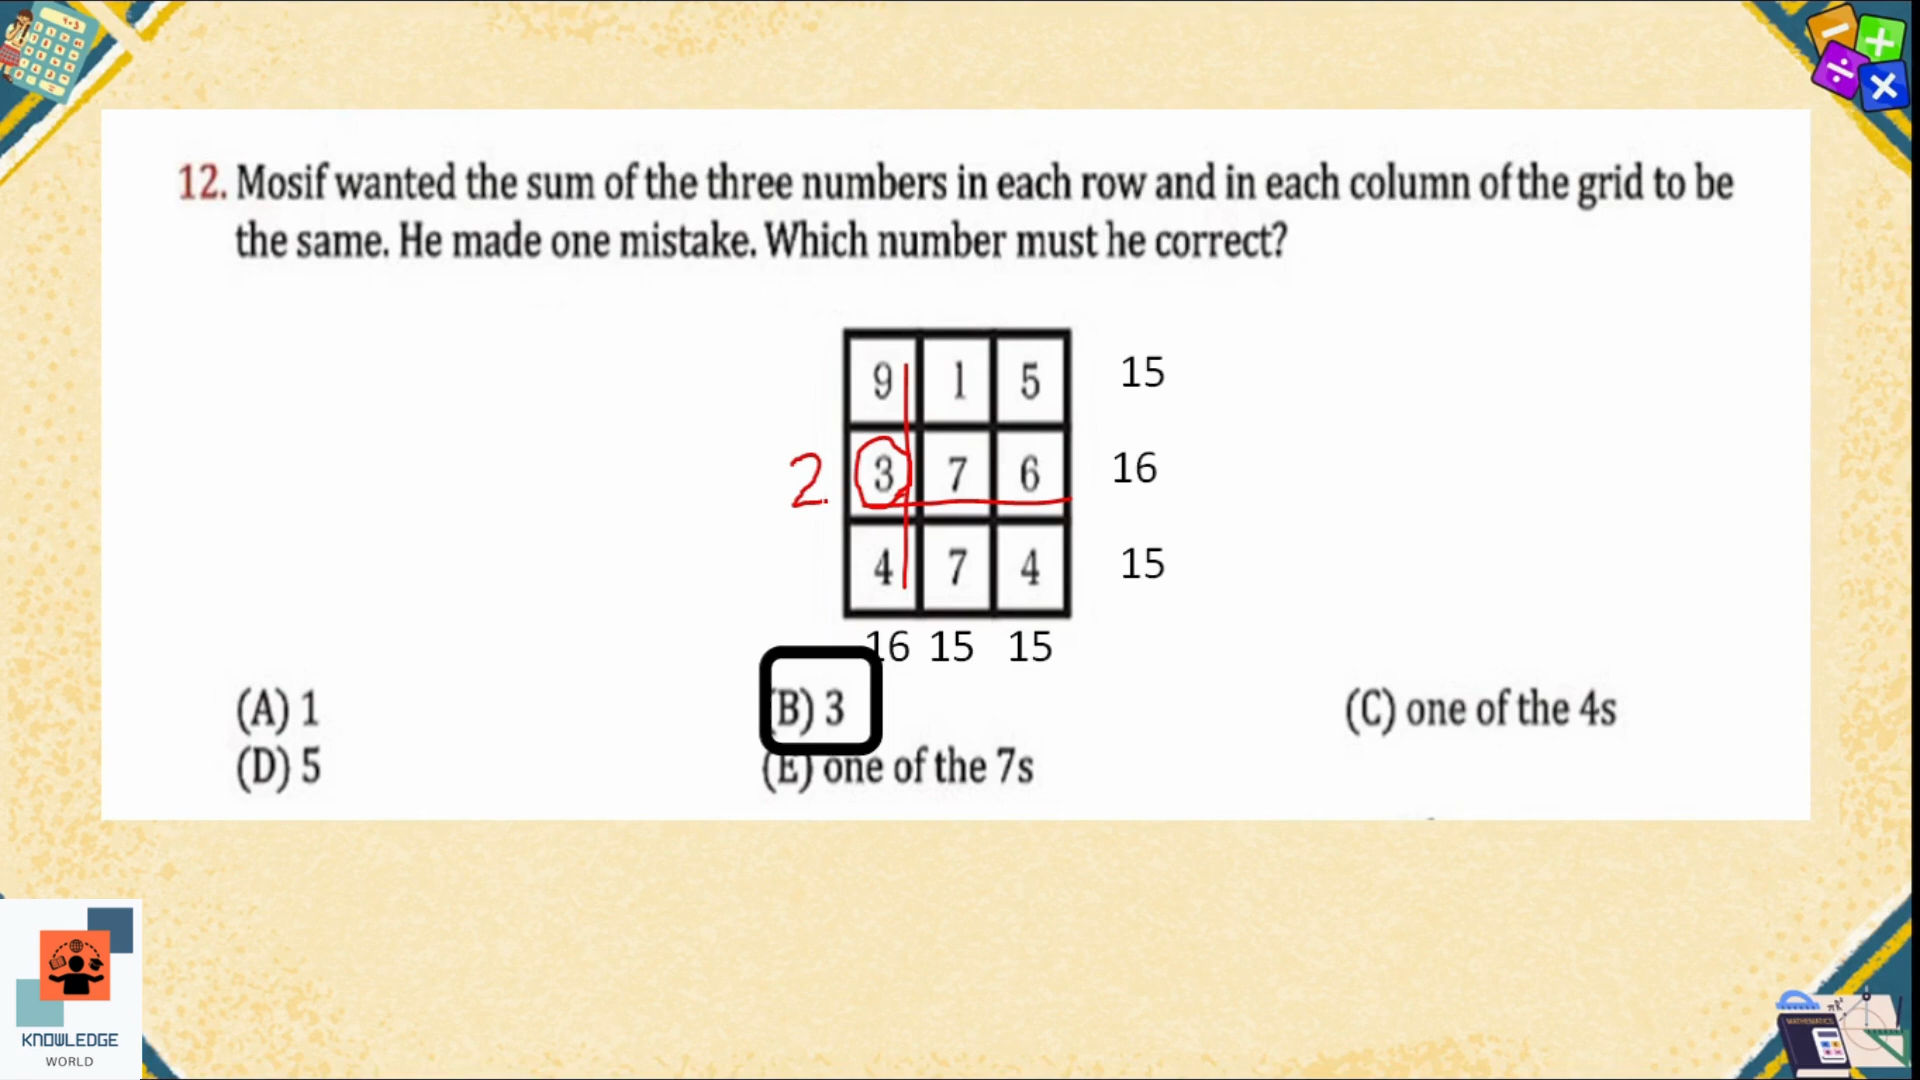 12. Mosif wanted the sum of the three numbers in each row and in each column of the grid to be
the same. He made one mistake. Which number must he correct?
9 1 5 15
2 3 7 6 16
4 7 4 15
16 15 15
(A) 1 (B) 3 (C) one of the 4s
(D) 5 (E) one of the 7s
KNOWLEDGE
WORLD
MATHEMATICS